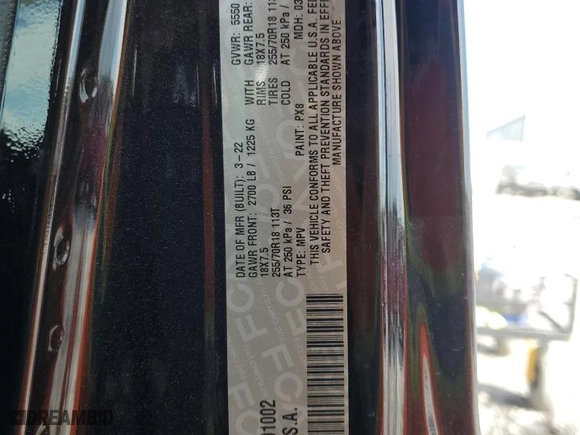 DATE OF MFR (BUILT): 3-22 GVWR: 5550
GAWR FRONT: 2700 LB / 1225 KG WITH GAWR REAR:
18X7.5 RIMS 18X7.5
255/70R18 113T TIRES 255/70R18 11
AT 250 kPa / 36 PSI COLD AT 250 kPa /
TYPE: MPV PAINT: PX8 MDH: 03
THIS VEHICLE CONFORMS TO ALL APPLICABLE U.S.A. FEE
SAFETY AND THEFT PREVENTION STANDARDS IN EFFE
MANUFACTURE SHOWN ABOVE
01002
S.A.
DREAMBID